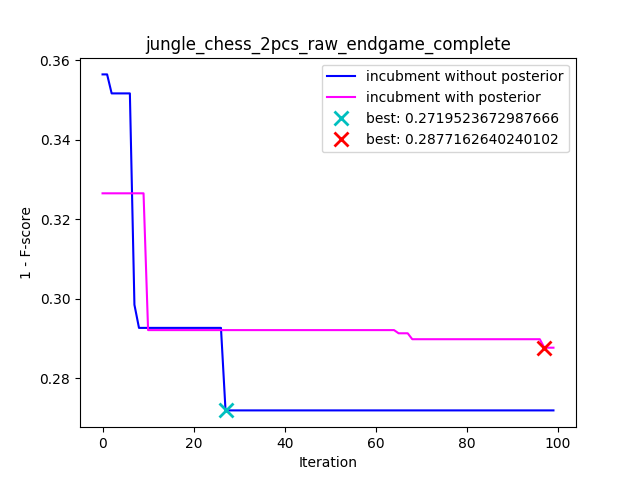 jungle_chess_2pcs_raw_endgame_complete
incubment without posterior
incubment with posterior
best: 0.2719523672987666
best: 0.2877162640240102
0.36
0.34
0.32
0.30
0.28
1 - F-score
0
20
40
60
80
100
Iteration